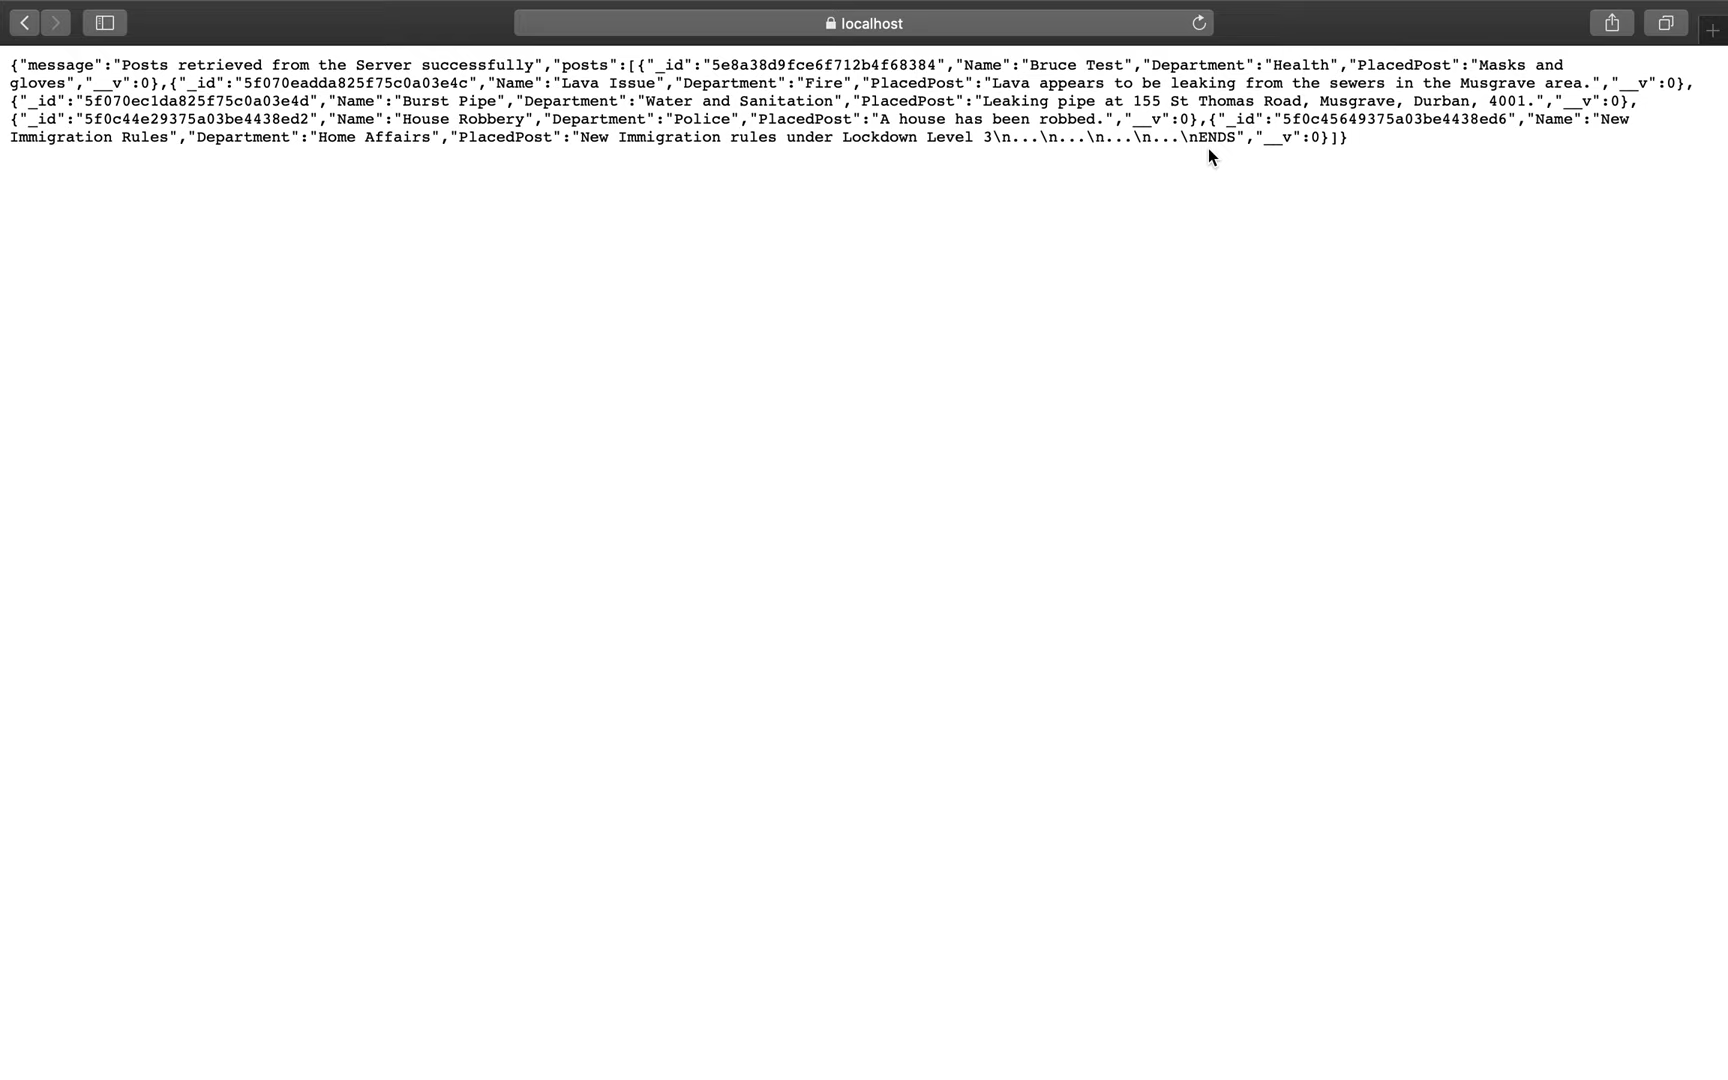 localhost
{"message":"Posts retrieved from the Server successfully","posts":[{"_id":"5e8a38d9fce6f712b4f68384","Name":"Bruce Test","Department":"Health","PlacedPost":"Masks and
gloves","__v":0},{"_id":"5f070eadda825f75c0a03e4c","Name":"Lava Issue","Department":"Fire","PlacedPost":"Lava appears to be leaking from the sewers in the Musgrave area.","__v":0},
{"_id":"5f070ec1da825f75c0a03e4d","Name":"Burst Pipe","Department":"Water and Sanitation","PlacedPost":"Leaking pipe at 155 St Thomas Road, Musgrave, Durban, 4001.","__v":0},
{"_id":"5f0c44e29375a03be4438ed2","Name":"House Robbery","Department":"Police","PlacedPost":"A house has been robbed.","__v":0},{"_id":"5f0c45649375a03be4438ed6","Name":"New
Immigration Rules","Department":"Home Affairs","PlacedPost":"New Immigration rules under Lockdown Level 3\n...\n...\n...\n...\nENDS","__v":0}]}